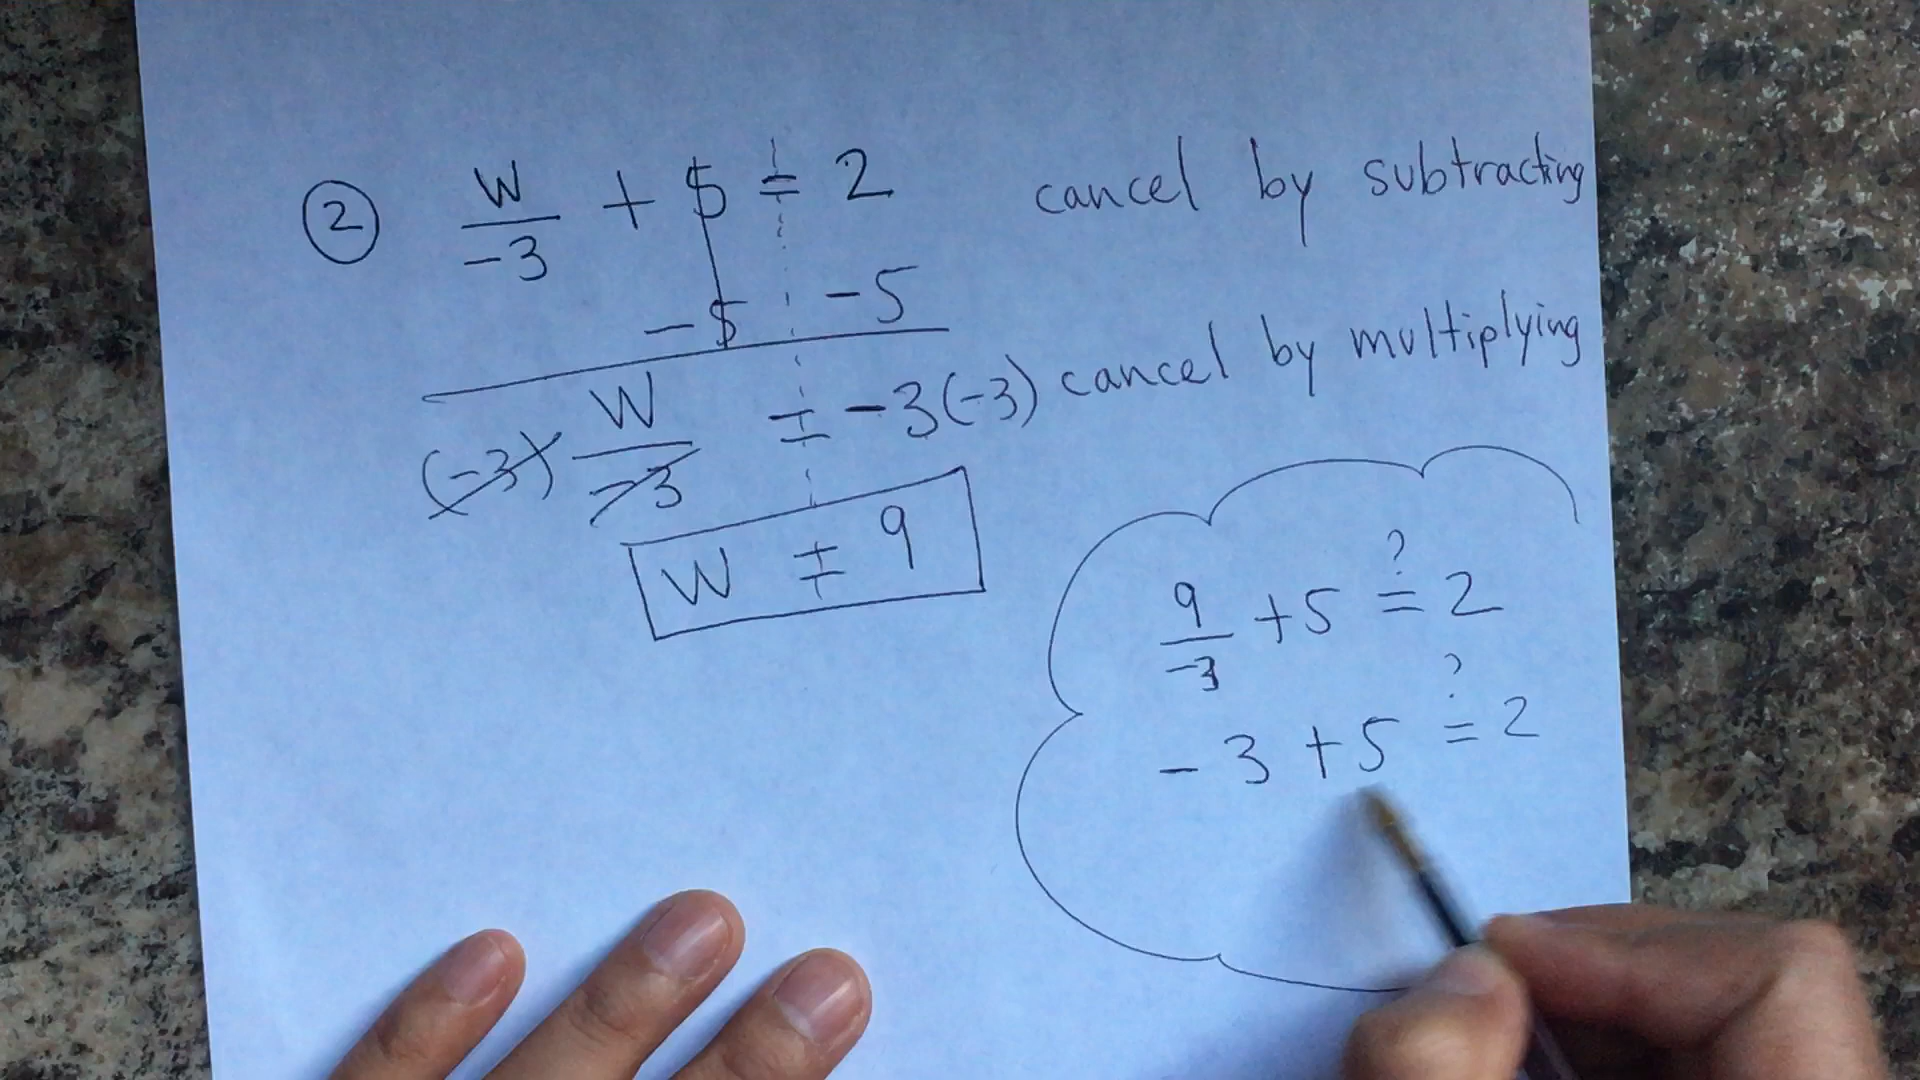 ② W/-3 + 5 = 2 cancel by subtracting
-5 -5
(-3) W/-3 = -3(-3) cancel by multiplying
W = 9
9/-3 +5 ?= 2
-3 +5 ?= 2